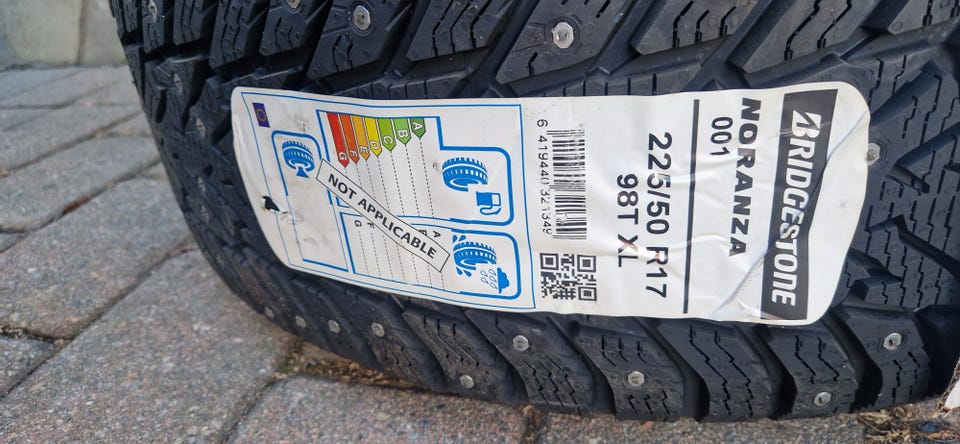 BRIDGESTONE
NORANZA
001
225/50 R17
98T XL
6 419440 321349
A
B
C
D
E
F
G
NOT APPLICABLE
A
F
G